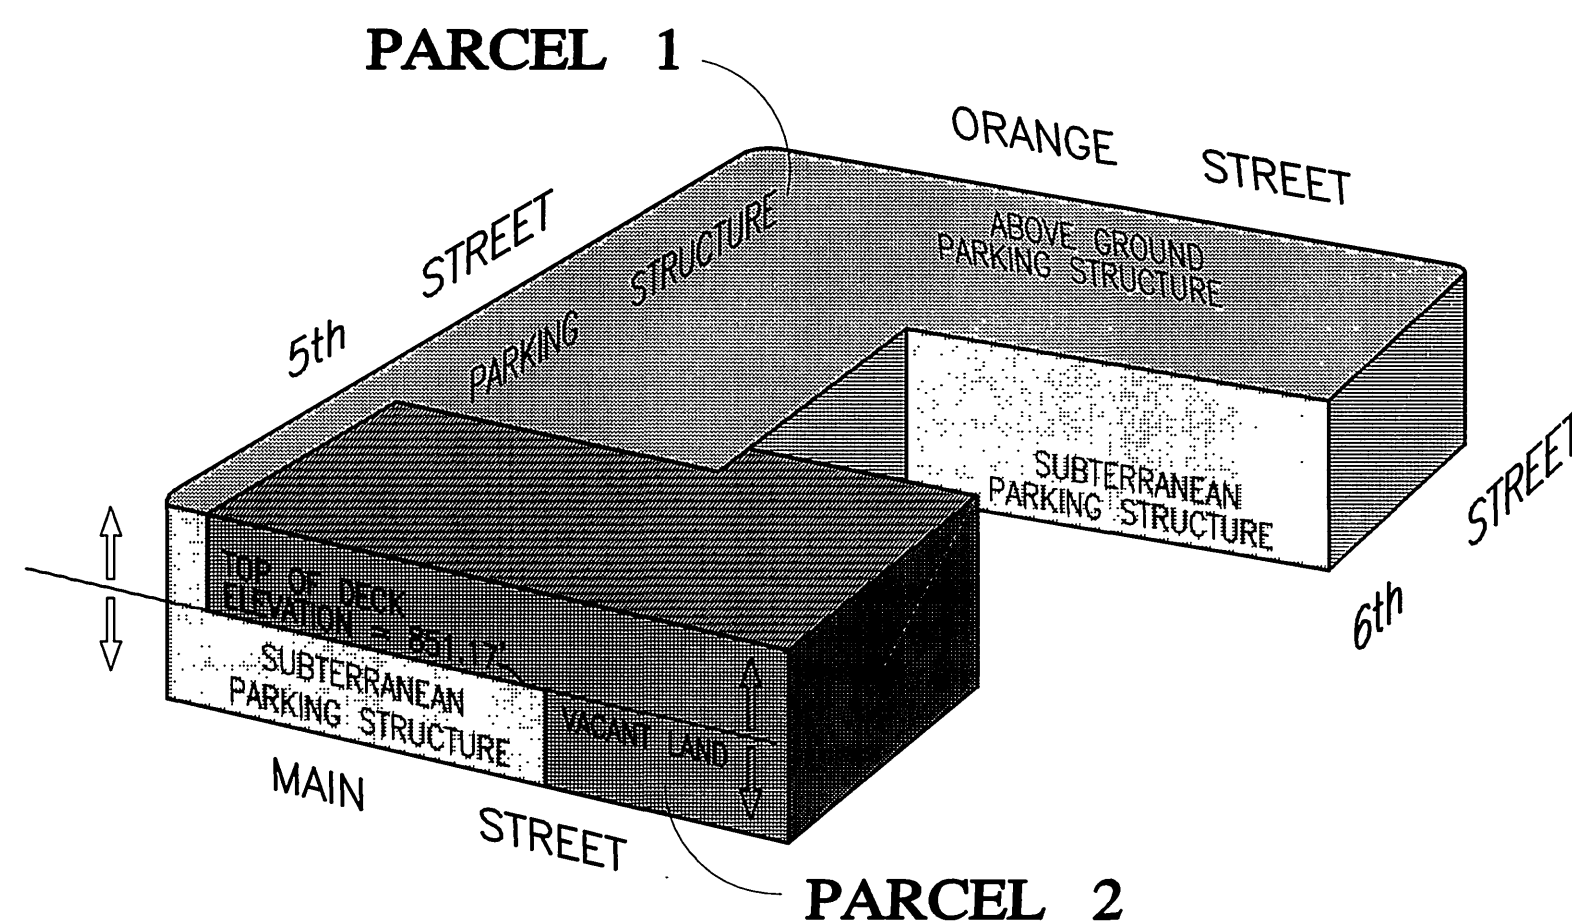 PARCEL 1
ORANGE STREET
5th STREET
PARKING STRUCTURE
ABOVE GROUND
PARKING STRUCTURE
SUBTERRANEAN
PARKING STRUCTURE
6th STREET
TOP OF DECK
ELEVATION = 851.17'
SUBTERRANEAN
PARKING STRUCTURE
VACANT LAND
MAIN STREET
PARCEL 2